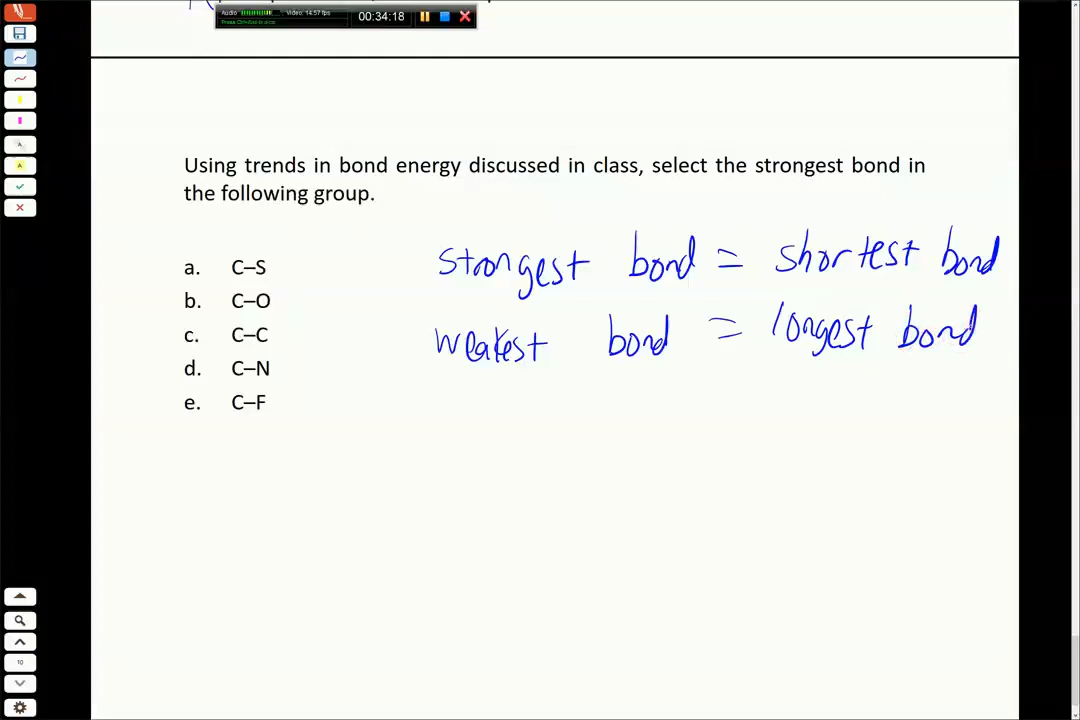 Audio
Video: 14.57 fps
00:34:18
Using trends in bond energy discussed in class, select the strongest bond in
the following group.
a. C–S
b. C–O
c. C–C
d. C–N
e. C–F
strongest bond = shortest bond
weakest bond = longest bond
10